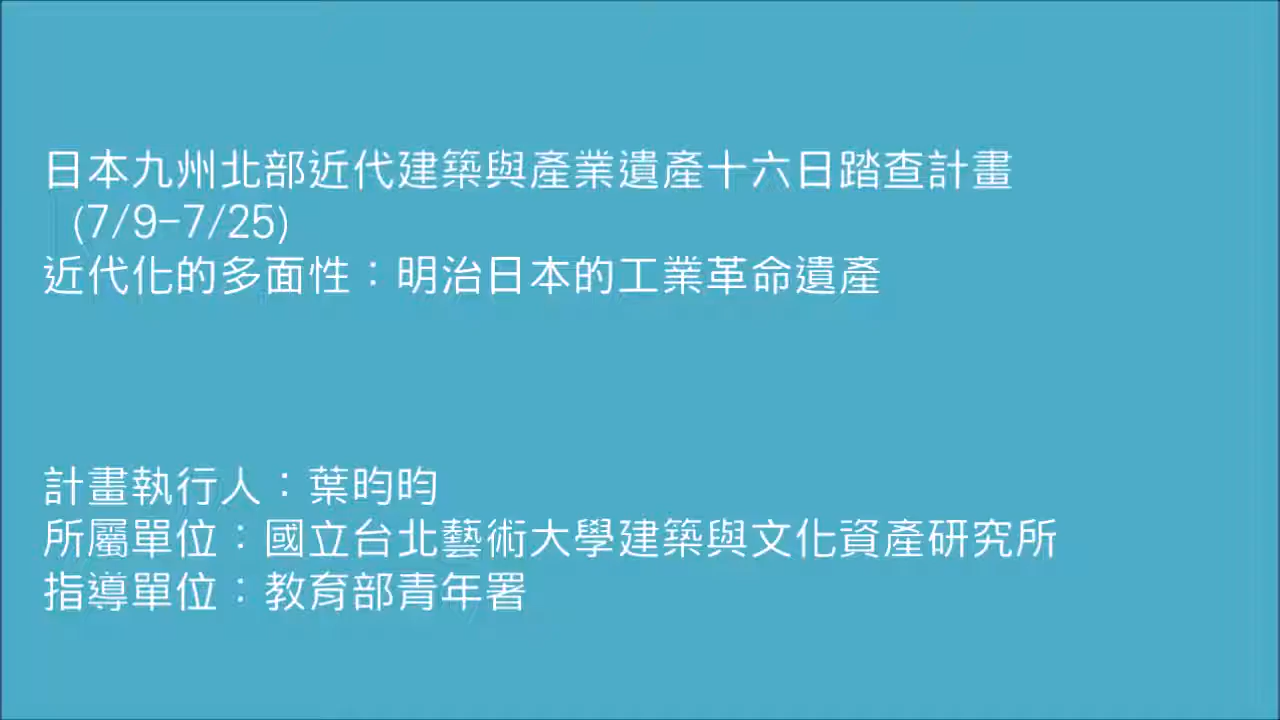 日本九州北部近代建築與產業遺產十六日踏查計畫
(7/9-7/25)
近代化的多面性：明治日本的工業革命遺產
計畫執行人：葉昀昀
所屬單位：國立台北藝術大學建築與文化資產研究所
指導單位：教育部青年署